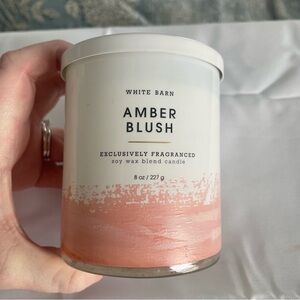 WHITE BARN
AMBER
BLUSH
EXCLUSIVELY FRAGRANCED
soy wax blend candle
8 oz / 227 g